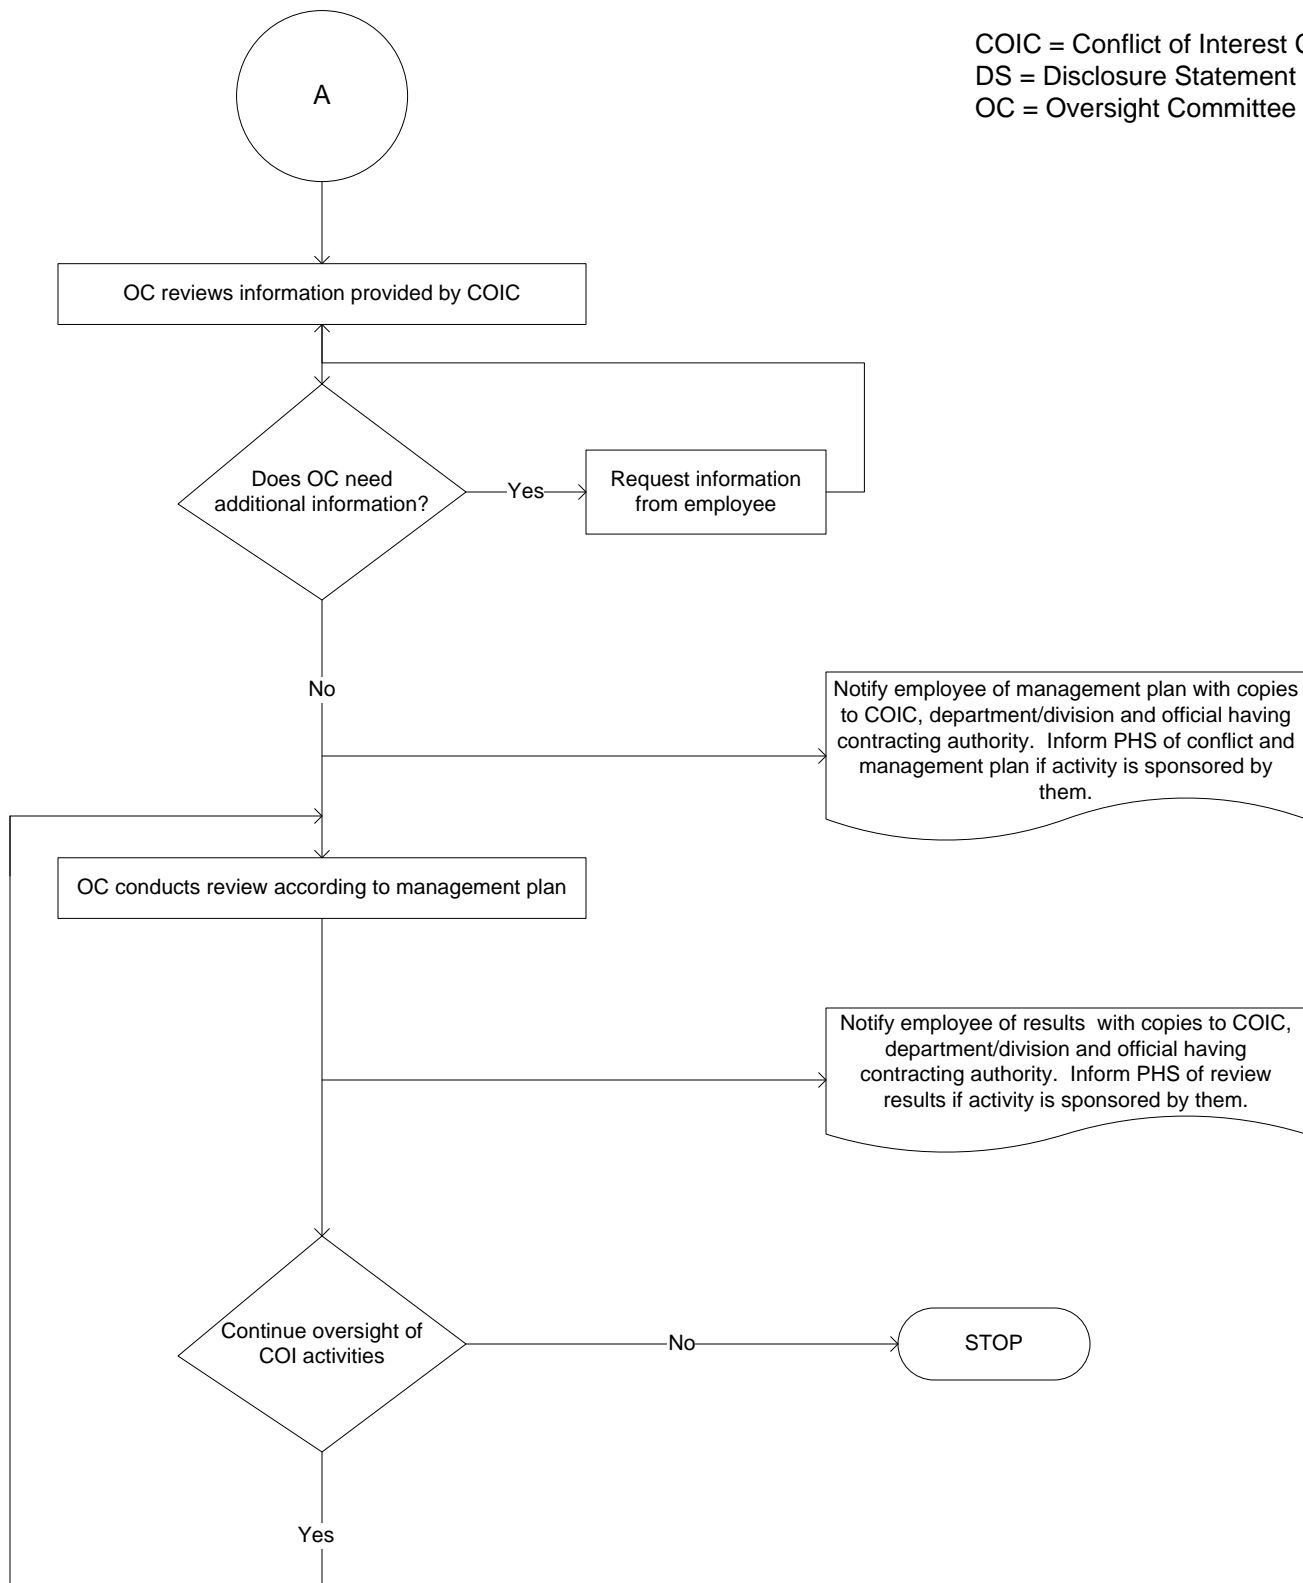 A
COIC = Conflict of Interest
DS = Disclosure Statement
OC = Oversight Committee
OC reviews information provided by COIC
Does OC need
additional information?
Yes
Request information
from employee
No
Notify employee of management plan with copies
to COIC, department/division and official having
contracting authority.  Inform PHS of conflict and
management plan if activity is sponsored by
them.
OC conducts review according to management plan
Notify employee of results  with copies to COIC,
department/division and official having
contracting authority.  Inform PHS of review
results if activity is sponsored by them.
Continue oversight of
COI activities
No
STOP
Yes